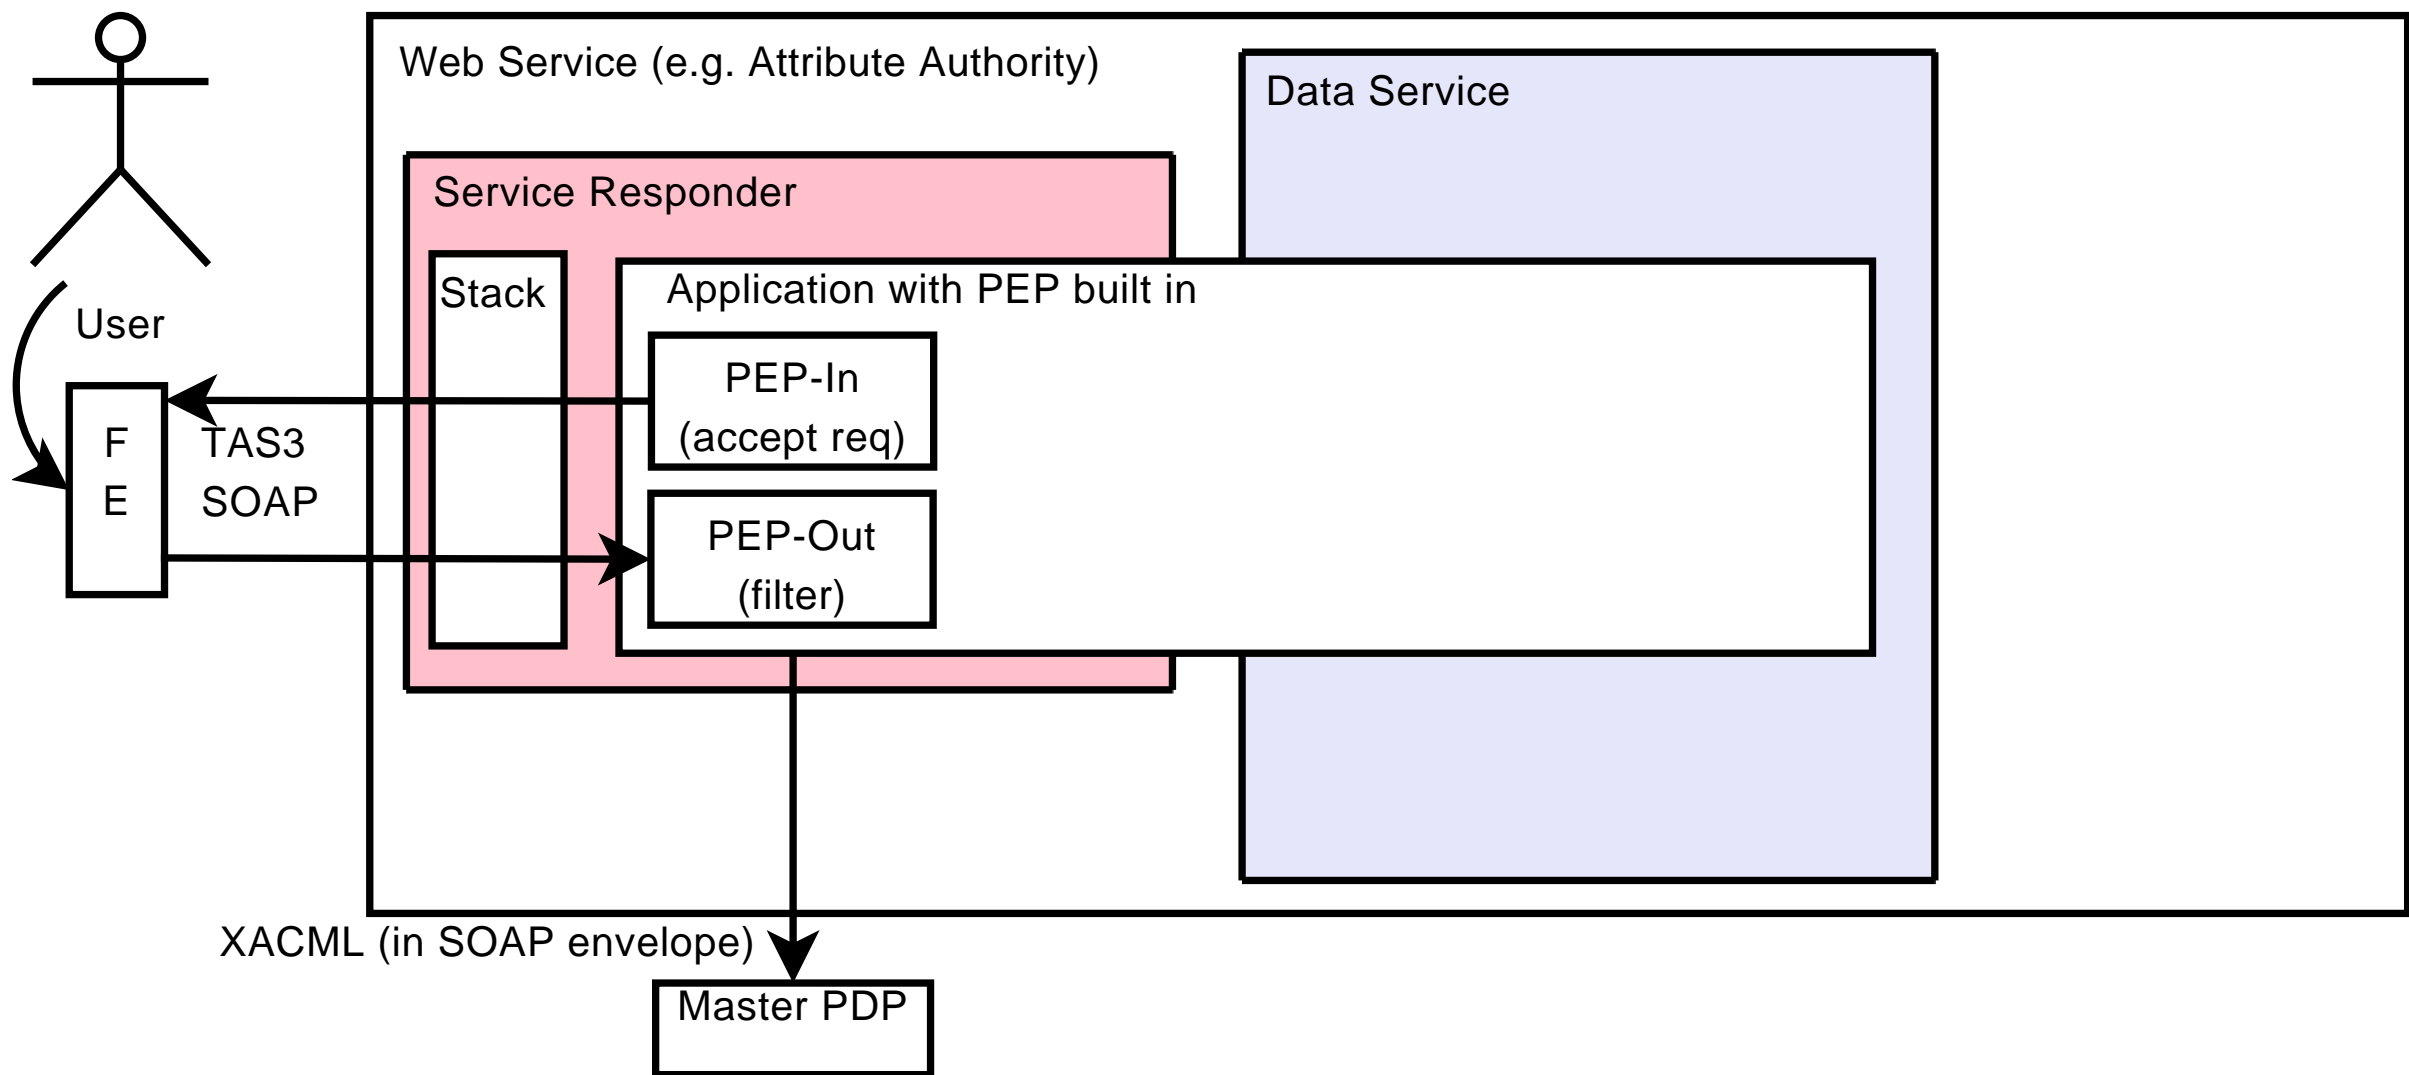 Web Service (e.g. Attribute Authority)
Data Service
Service Responder
Stack
Application with PEP built in
User
PEP-In
(accept req)
F
E
TAS3
SOAP
PEP-Out
(filter)
XACML (in SOAP envelope)
Master PDP